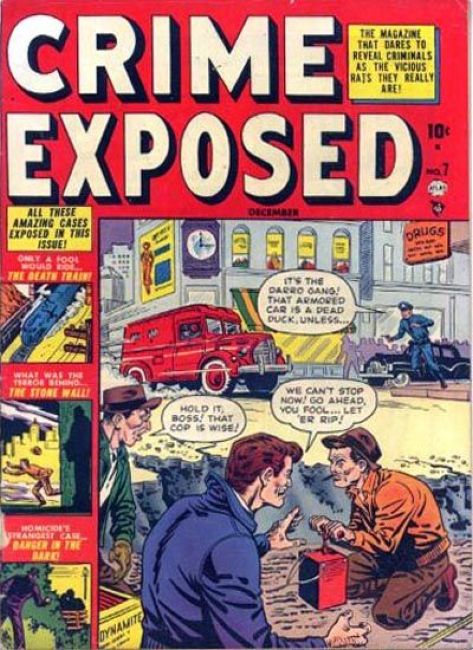 CRIME
EXPOSED
THE MAGAZINE
THAT DARES TO
REVEAL CRIMINALS
AS THE VICIOUS
RATS THEY REALLY
ARE!
10¢
NO. 7
ATLAS
DECEMBER
ALL THESE
AMAZING CASES
EXPOSED IN THIS
ISSUE!
ONLY A FOOL
WOULD RIDE...
THE DEATH TRAIN!
WHAT WAS THE
TERROR BEHIND...
THE STONE WALL!
HOMICIDE'S
STRANGEST CASE...
DANGER IN THE
DARK!
DRUGS
IT'S THE
DARRO GANG!
THAT ARMORED
CAR IS A DEAD
DUCK, UNLESS...
HOLD IT,
BOSS! THAT
COP IS WISE!
WE CAN'T STOP
NOW! GO AHEAD,
YOU FOOL... LET
'ER RIP!
DYNAMITE